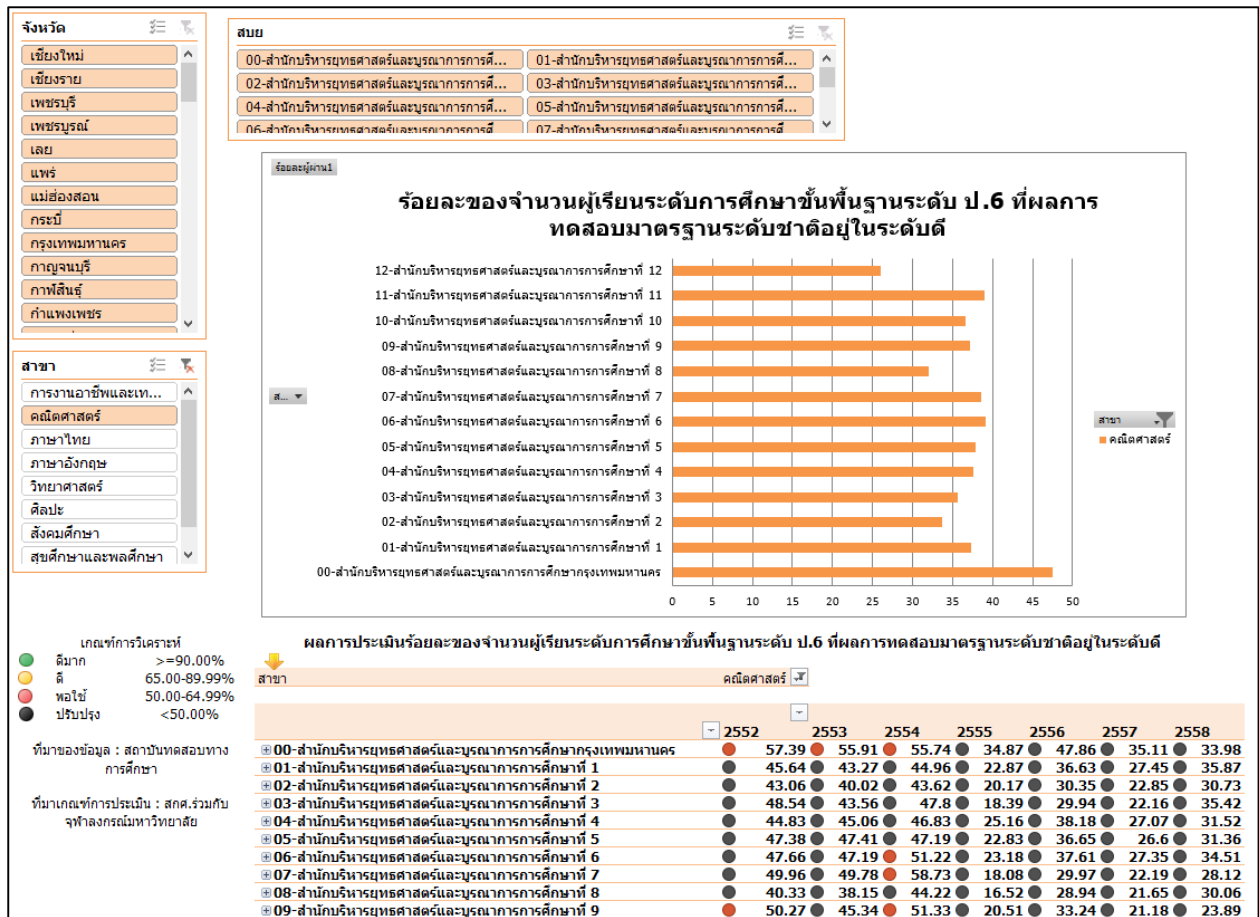 จังหวัด
เชียงใหม่
เชียงราย
เพชรบุรี
เพชรบูรณ์
เลย
แพร่
แม่ฮ่องสอน
กระบี่
กรุงเทพมหานคร
กาญจนบุรี
กาฬสินธุ์
กำแพงเพชร
สบย
00-สำนักบริหารยุทธศาสตร์และบูรณาการการศึ... 01-สำนักบริหารยุทธศาสตร์และบูรณาการการศึ...
02-สำนักบริหารยุทธศาสตร์และบูรณาการการศึ... 03-สำนักบริหารยุทธศาสตร์และบูรณาการการศึ...
04-สำนักบริหารยุทธศาสตร์และบูรณาการการศึ... 05-สำนักบริหารยุทธศาสตร์และบูรณาการการศึ...
06-สำนักบริหารยุทธศาสตร์และบูรณาการการศึ 07-สำนักบริหารยุทธศาสตร์และบูรณาการการศึ
สาขา
การงานอาชีพและเท...
คณิตศาสตร์
ภาษาไทย
ภาษาอังกฤษ
วิทยาศาสตร์
ศิลปะ
สังคมศึกษา
สุขศึกษาและพลศึกษา
ร้อยละผู้ผ่าน1
ร้อยละของจำนวนผู้เรียนระดับการศึกษาขั้นพื้นฐานระดับ ป.6 ที่ผลการ
ทดสอบมาตรฐานระดับชาติอยู่ในระดับดี
12-สำนักบริหารยุทธศาสตร์และบูรณาการการศึกษาที่ 12
11-สำนักบริหารยุทธศาสตร์และบูรณาการการศึกษาที่ 11
10-สำนักบริหารยุทธศาสตร์และบูรณาการการศึกษาที่ 10
09-สำนักบริหารยุทธศาสตร์และบูรณาการการศึกษาที่ 9
08-สำนักบริหารยุทธศาสตร์และบูรณาการการศึกษาที่ 8
07-สำนักบริหารยุทธศาสตร์และบูรณาการการศึกษาที่ 7
06-สำนักบริหารยุทธศาสตร์และบูรณาการการศึกษาที่ 6
05-สำนักบริหารยุทธศาสตร์และบูรณาการการศึกษาที่ 5
04-สำนักบริหารยุทธศาสตร์และบูรณาการการศึกษาที่ 4
03-สำนักบริหารยุทธศาสตร์และบูรณาการการศึกษาที่ 3
02-สำนักบริหารยุทธศาสตร์และบูรณาการการศึกษาที่ 2
01-สำนักบริหารยุทธศาสตร์และบูรณาการการศึกษาที่ 1
00-สำนักบริหารยุทธศาสตร์และบูรณาการการศึกษากรุงเทพมหานคร
0 5 10 15 20 25 30 35 40 45 50
ส...
สาขา
คณิตศาสตร์
เกณฑ์การวิเคราะห์
ดีมาก >=90.00%
ดี 65.00-89.99%
พอใช้ 50.00-64.99%
ปรับปรุง <50.00%
ที่มาของข้อมูล : สถาบันทดสอบทาง
การศึกษา
ที่มาเกณฑ์การประเมิน : สกศ.ร่วมกับ
จุฬาลงกรณ์มหาวิทยาลัย
ผลการประเมินร้อยละของจำนวนผู้เรียนระดับการศึกษาขั้นพื้นฐานระดับ ป.6 ที่ผลการทดสอบมาตรฐานระดับชาติอยู่ในระดับดี
สาขา คณิตศาสตร์
2552 2553 2554 2555 2556 2557 2558
00-สำนักบริหารยุทธศาสตร์และบูรณาการการศึกษากรุงเทพมหานคร 57.39 55.91 55.74 34.87 47.86 35.11 33.98
01-สำนักบริหารยุทธศาสตร์และบูรณาการการศึกษาที่ 1 45.64 43.27 44.96 22.87 36.63 27.45 35.87
02-สำนักบริหารยุทธศาสตร์และบูรณาการการศึกษาที่ 2 43.06 40.02 43.62 20.17 30.35 22.85 30.73
03-สำนักบริหารยุทธศาสตร์และบูรณาการการศึกษาที่ 3 48.54 43.56 47.8 18.39 29.94 22.16 35.42
04-สำนักบริหารยุทธศาสตร์และบูรณาการการศึกษาที่ 4 44.83 45.06 46.83 25.16 38.18 27.07 31.52
05-สำนักบริหารยุทธศาสตร์และบูรณาการการศึกษาที่ 5 47.38 47.41 47.19 22.83 36.65 26.6 31.36
06-สำนักบริหารยุทธศาสตร์และบูรณาการการศึกษาที่ 6 47.66 47.19 51.22 23.18 37.61 27.35 34.51
07-สำนักบริหารยุทธศาสตร์และบูรณาการการศึกษาที่ 7 49.96 49.78 58.73 18.08 29.97 22.19 28.12
08-สำนักบริหารยุทธศาสตร์และบูรณาการการศึกษาที่ 8 40.33 38.15 44.22 16.52 28.94 21.65 30.06
09-สำนักบริหารยุทธศาสตร์และบูรณาการการศึกษาที่ 9 50.27 45.34 51.33 20.51 33.24 21.18 23.89